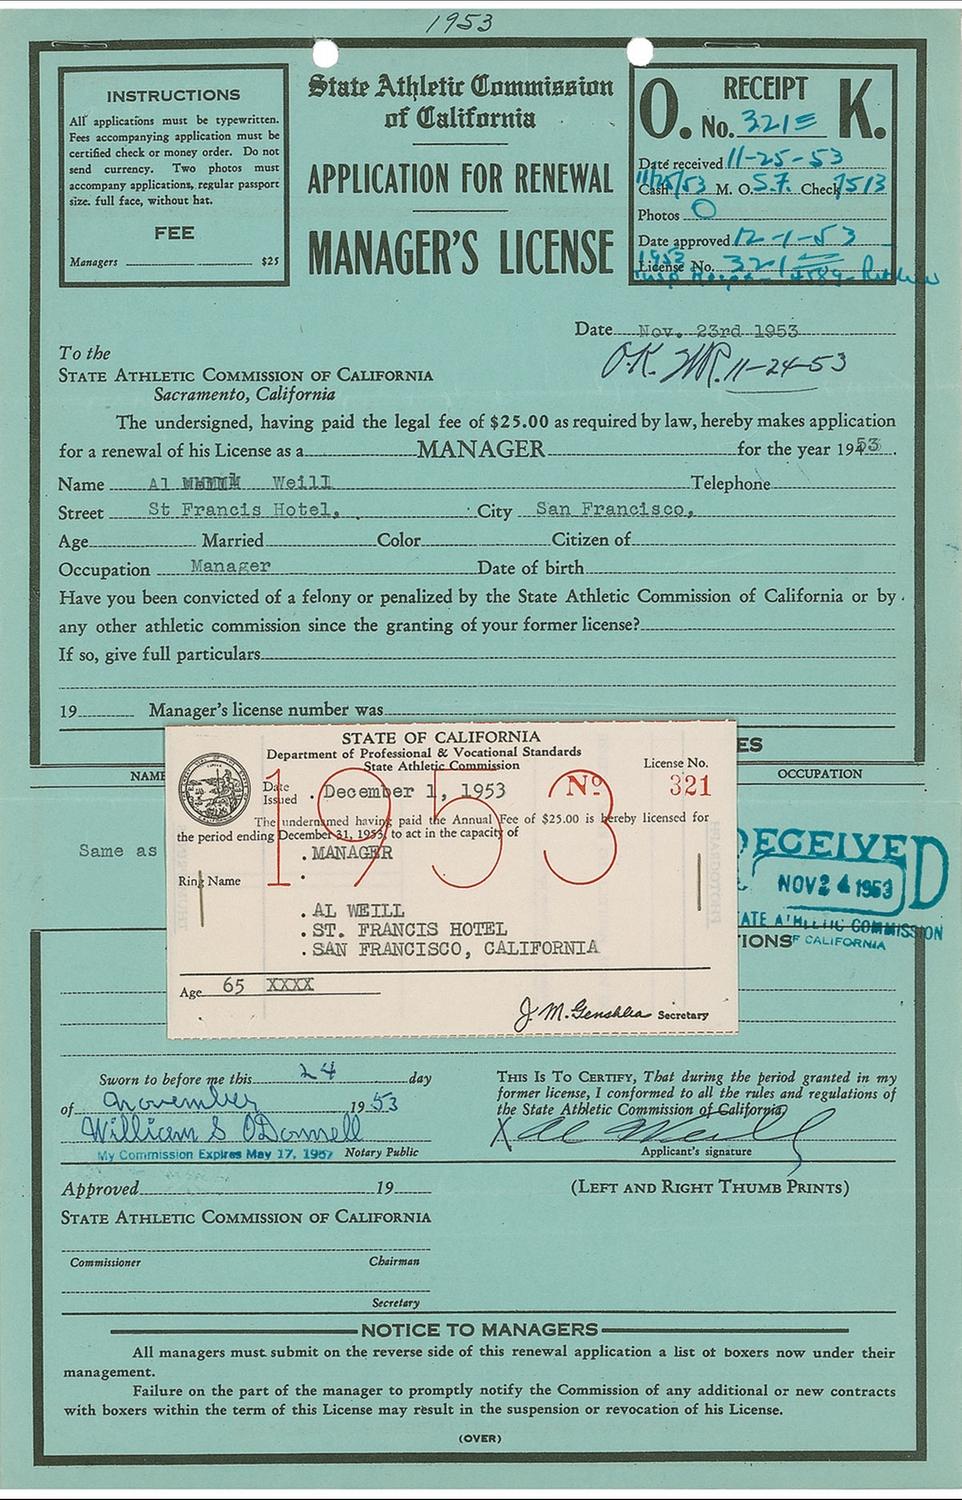 1953
INSTRUCTIONS
All applications must be typewritten.
Fees accompanying application must be
certified check or money order. Do not
send currency. Two photos must
accompany applications, regular passport
size, full face, without hat.
FEE
Managers $25
State Athletic Commission
of California
APPLICATION FOR RENEWAL
MANAGER'S LICENSE
O. RECEIPT K.
No. 321
Date received 11-25-53
Cash 11/25/53 M. O. S.F. Check 7513
Photos O
Date approved 12-1-53
1953
License No. 321
Date Nov. 23rd 1953
O.K. 11-24-53
To the
STATE ATHLETIC COMMISSION OF CALIFORNIA
Sacramento, California
The undersigned, having paid the legal fee of $25.00 as required by law, hereby makes application
for a renewal of his License as a MANAGER for the year 1953.
Name Al Weill Telephone
Street St Francis Hotel, City San Francisco,
Age Married Color Citizen of
Occupation Manager Date of birth
Have you been convicted of a felony or penalized by the State Athletic Commission of California or by
any other athletic commission since the granting of your former license?
If so, give full particulars
19 Manager's license number was
ES
NAME OCCUPATION
STATE OF CALIFORNIA
Department of Professional & Vocational Standards
State Athletic Commission
License No.
1953
Date Issued December 1, 1953 No 321
The undernamed having paid the Annual Fee of $25.00 is hereby licensed for
the period ending December 31, 1953, to act in the capacity of
. MANAGER
Ring Name .
. AL WEILL
. ST. FRANCIS HOTEL
. SAN FRANCISCO, CALIFORNIA
Age 65 XXXX
J. M. Genshlea Secretary
Same as
RECEIVED
NOV 24 1953
STATE ATHLETIC COMMISSION
OF CALIFORNIA
IONS
Sworn to before me this 24 day
of November 1953
William S O'Donnell
My Commission Expires May 17, 1957 Notary Public
THIS IS TO CERTIFY, That during the period granted in my
former license, I conformed to all the rules and regulations of
the State Athletic Commission of California)
X Al Weill
Applicant's signature
Approved 19
STATE ATHLETIC COMMISSION OF CALIFORNIA
(LEFT AND RIGHT THUMB PRINTS)
Commissioner Chairman
Secretary
NOTICE TO MANAGERS
All managers must submit on the reverse side of this renewal application a list of boxers now under their
management.
Failure on the part of the manager to promptly notify the Commission of any additional or new contracts
with boxers within the term of this License may result in the suspension or revocation of his License.
(OVER)